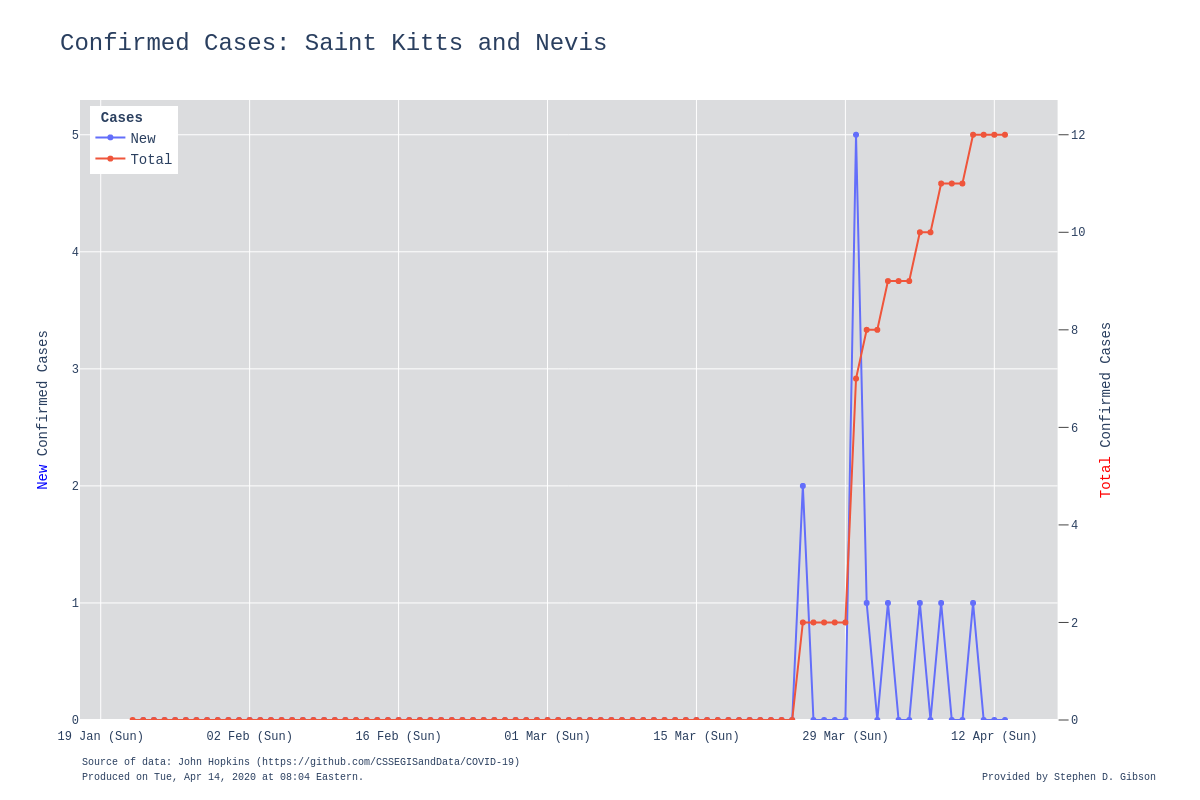 Confirmed Cases: Saint Kitts and Nevis
Cases
New
Total
5
4
3
2
1
0
New Confirmed Cases
12
10
8
6
4
2
0
Total Confirmed Cases
19 Jan (Sun)
02 Feb (Sun)
16 Feb (Sun)
01 Mar (Sun)
15 Mar (Sun)
29 Mar (Sun)
12 Apr (Sun)
Source of data: John Hopkins (https://github.com/CSSEGISandData/COVID-19)
Produced on Tue, Apr 14, 2020 at 08:04 Eastern.
Provided by Stephen D. Gibson